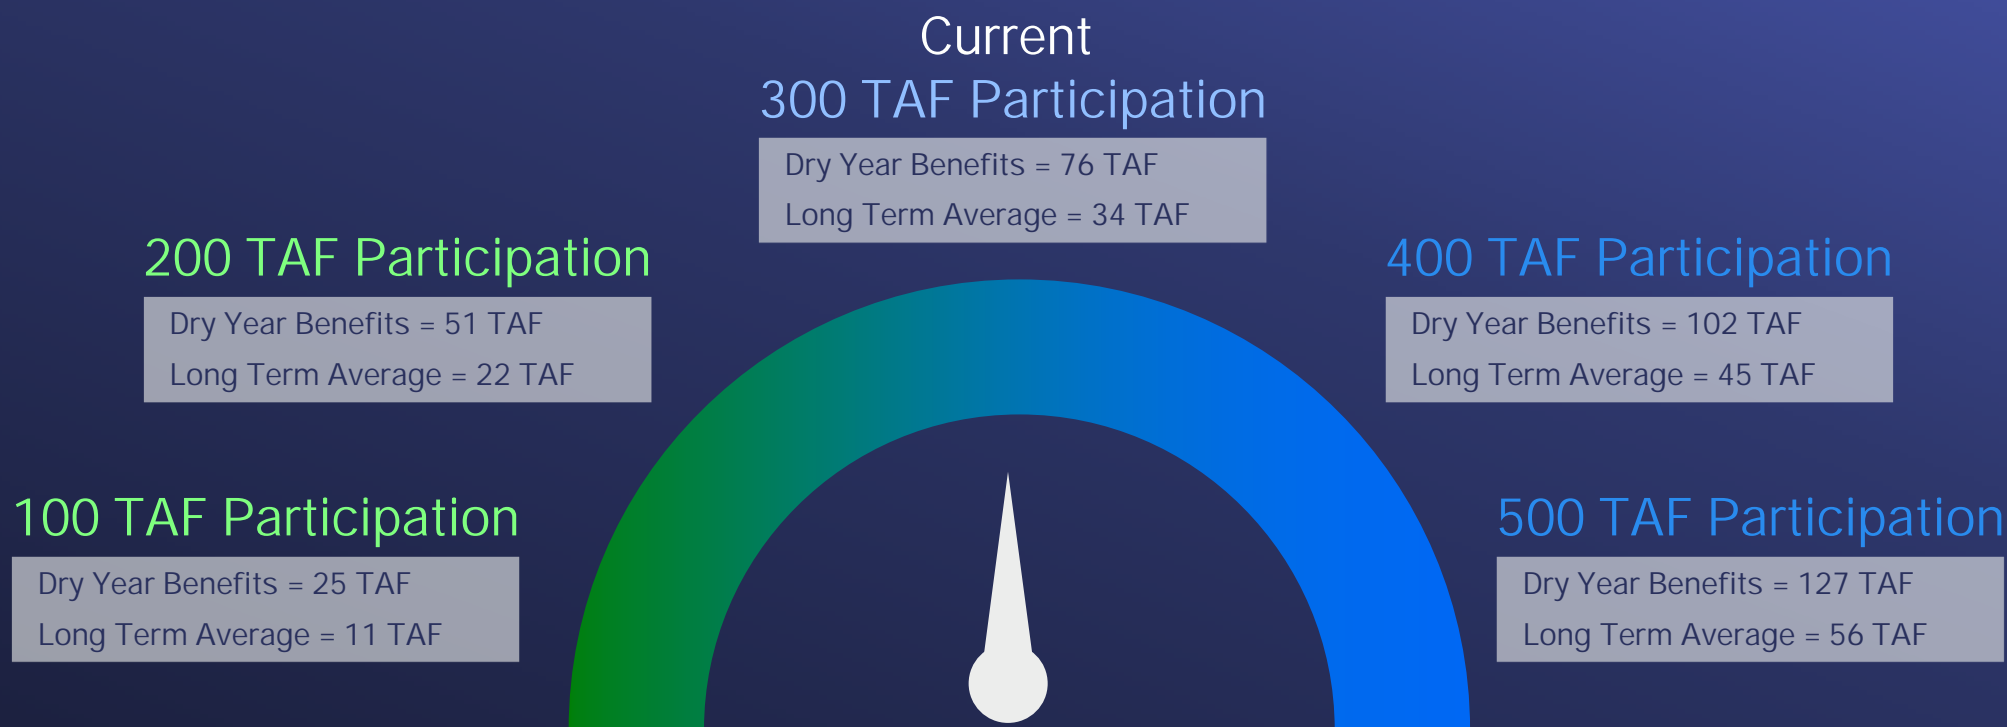 Current
300 TAF Participation
Dry Year Benefits = 76 TAF
Long Term Average = 34 TAF
200 TAF Participation
Dry Year Benefits = 51 TAF
Long Term Average = 22 TAF
400 TAF Participation
Dry Year Benefits = 102 TAF
Long Term Average = 45 TAF
100 TAF Participation
Dry Year Benefits = 25 TAF
Long Term Average = 11 TAF
500 TAF Participation
Dry Year Benefits = 127 TAF
Long Term Average = 56 TAF